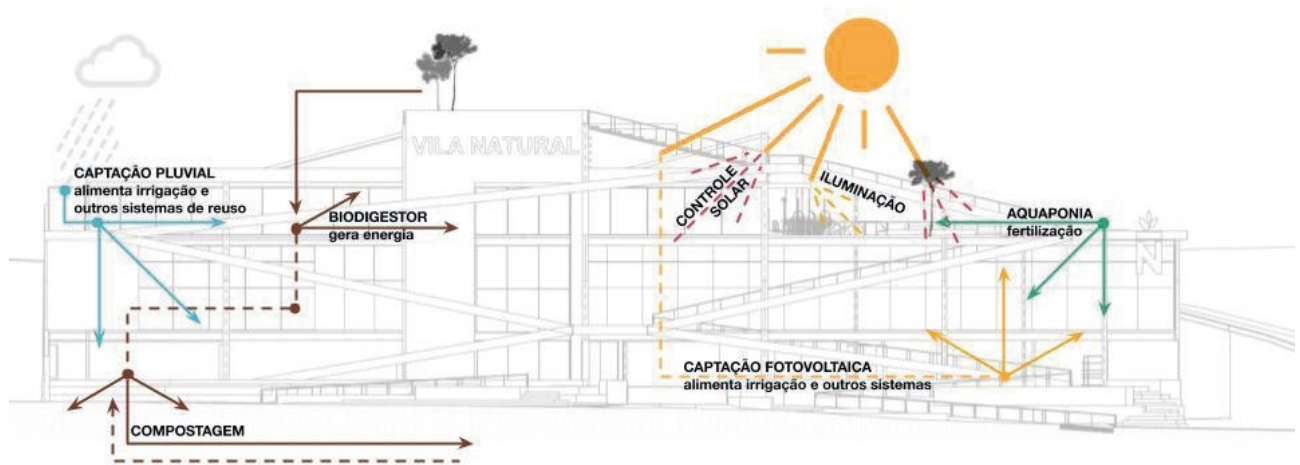 VILA NATURAL
CAPTAÇÃO PLUVIAL
alimenta irrigação e
outros sistemas de reuso
BIODIGESTOR
gera energia
CONTROLE
SOLAR
ILUMINAÇÃO
AQUAPONIA
fertilização
N
CAPTAÇÃO FOTOVOLTAICA
alimenta irrigação e outros sistemas
COMPOSTAGEM